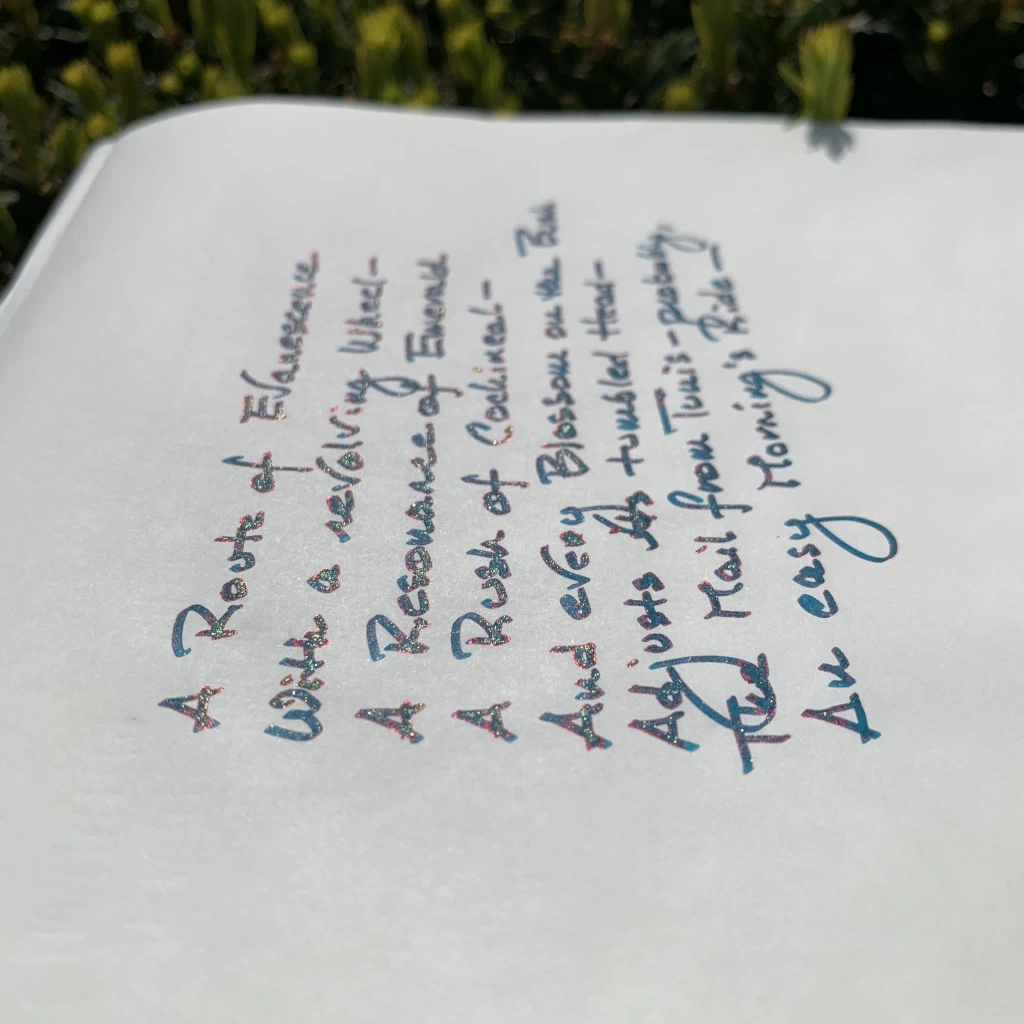 A Route of Evanescence
With a revolving Wheel-
A Resonance of Emerald
A Rush of Cochineal-
And every Blossom on the Bush
Adjusts its tumbled Head-
The Mail from Tunis-probably,
An easy Morning's Ride-